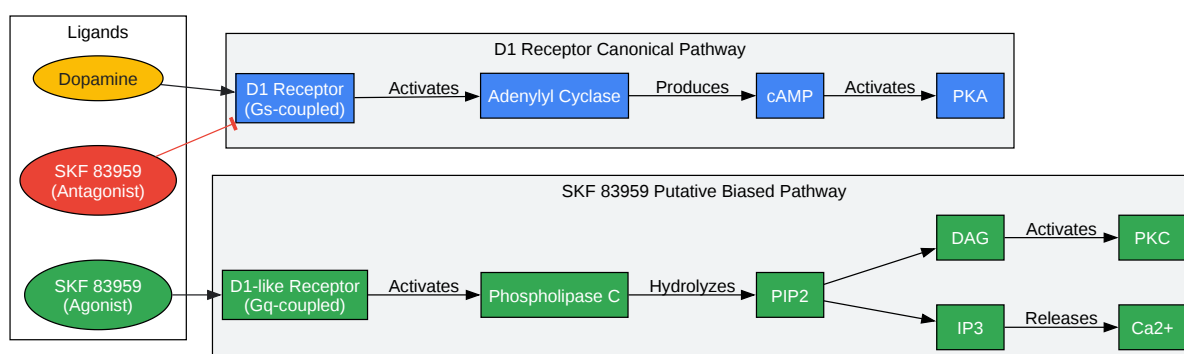 Ligands
Dopamine
SKF 83959
(Antagonist)
SKF 83959
(Agonist)
D1 Receptor Canonical Pathway
D1 Receptor
(Gs-coupled)
Activates
Adenylyl Cyclase
Produces
cAMP
Activates
PKA
SKF 83959 Putative Biased Pathway
D1-like Receptor
(Gq-coupled)
Activates
Phospholipase C
Hydrolyzes
PIP2
DAG
Activates
PKC
IP3
Releases
Ca2+